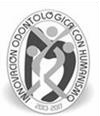 INNOVACIÓN ODONTOLÓGICA CON HUMANISMO
2013-2017